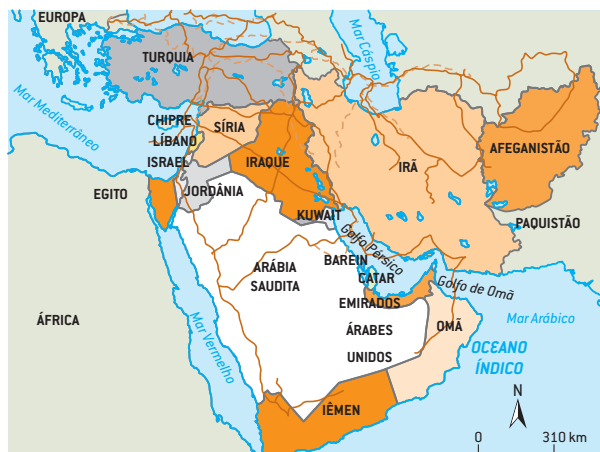 EUROPA
Mar Cáspio
TURQUIA
Mar Mediterrâneo
CHIPRE
LÍBANO
ISRAEL
SÍRIA
IRAQUE
IRÃ
AFEGANISTÃO
EGITO
JORDÂNIA
KUWAIT
PAQUISTÃO
Golfo Pérsico
BAREIN
CATAR
ARÁBIA
SAUDITA
EMIRADOS
ÁRABES
UNIDOS
Golfo de Omã
OMÃ
Mar Arábico
ÁFRICA
Mar Vermelho
OCEANO
ÍNDICO
IÊMEN
N
0 310 km